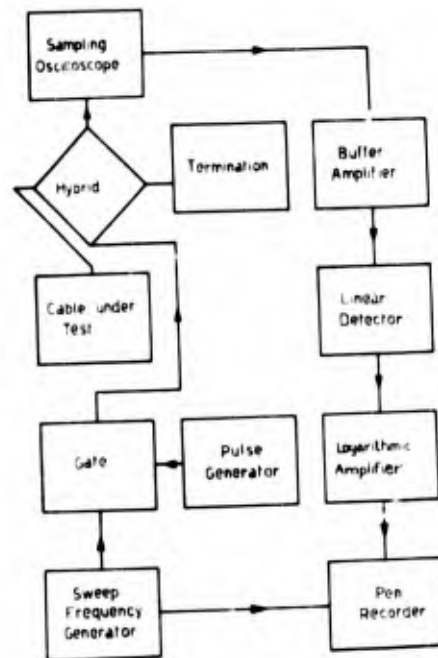 Sampling
Oscilloscope
Hybrid
Termination
Buffer
Amplifier
Cable under
Test
Linear
Detector
Gate
Pulse
Generator
Logarithmic
Amplifier
Sweep
Frequency
Generator
Pen
Recorder